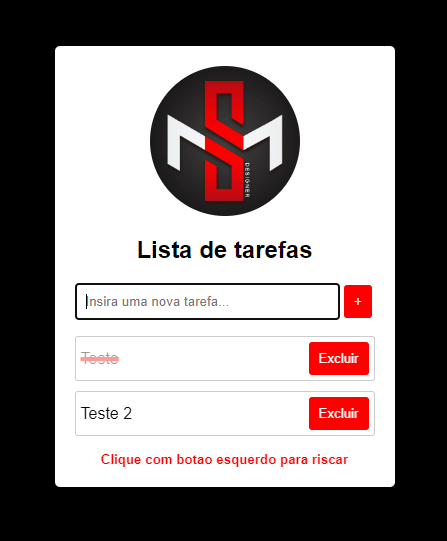 MSM
DESIGNER
Lista de tarefas
Insira uma nova tarefa...
+
Teste
Excluir
Teste 2
Excluir
Clique com botao esquerdo para riscar